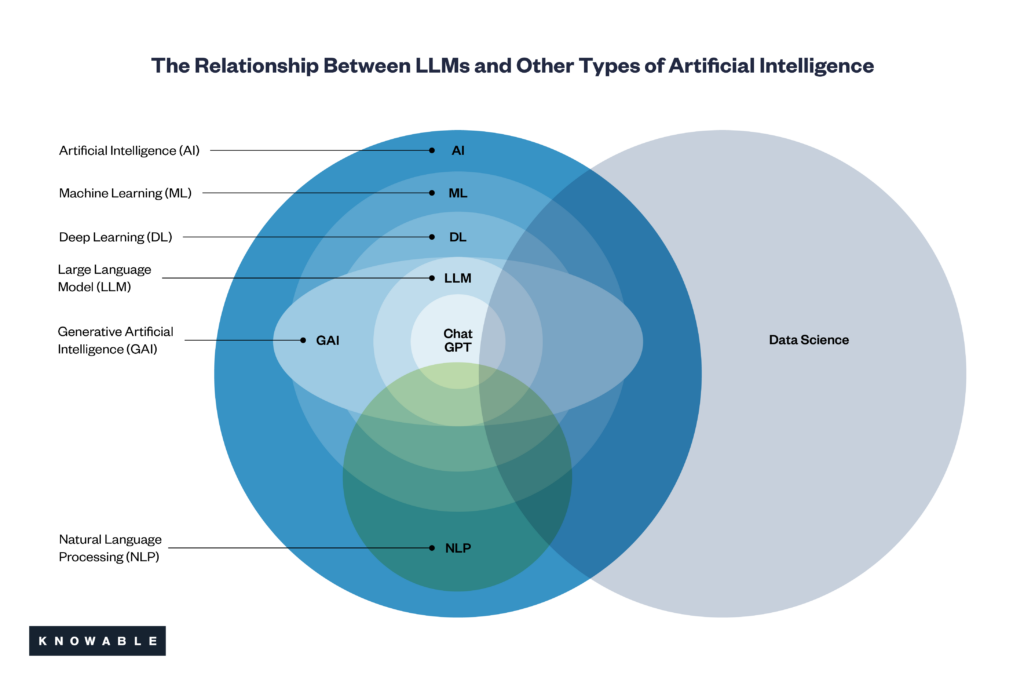 The Relationship Between LLMs and Other Types of Artificial Intelligence
Artificial Intelligence (AI)
AI
Machine Learning (ML)
ML
Deep Learning (DL)
DL
Large Language
Model (LLM)
LLM
Generative Artificial
Intelligence (GAI)
GAI
Chat
GPT
Data Science
Natural Language
Processing (NLP)
NLP
KNOWABLE